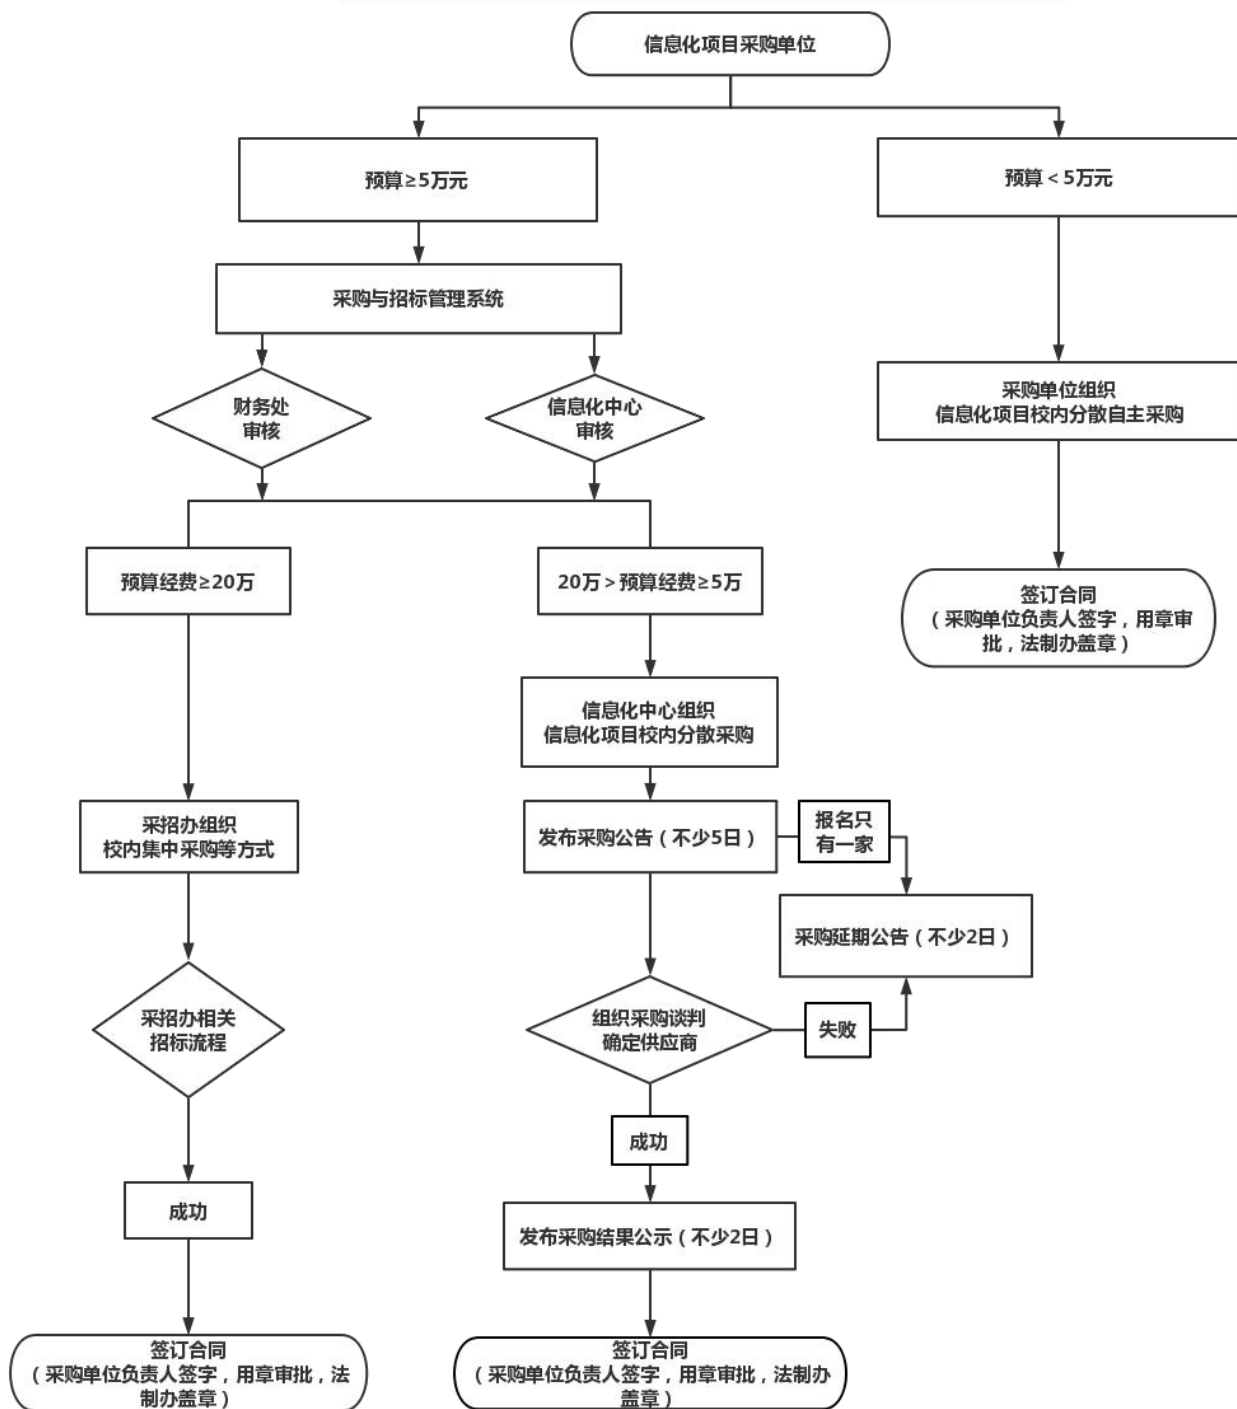 信息化项目采购单位
预算≥5万元
预算＜5万元
采购与招标管理系统
财务处
审核
信息化中心
审核
采购单位组织
信息化项目校内分散自主采购
预算经费≥20万
20万＞预算经费≥5万
签订合同
（采购单位负责人签字，用章审
批，法制办盖章）
信息化中心组织
信息化项目校内分散采购
采招办组织
校内集中采购等方式
发布采购公告（不少5日）
报名只
有一家
采购延期公告（不少2日）
采招办相关
招标流程
组织采购谈判
确定供应商
失败
成功
成功
发布采购结果公示（不少2日）
签订合同
（采购单位负责人签字，用章审批，法
制办盖章）
签订合同
（采购单位负责人签字，用章审批，法制办
盖章）